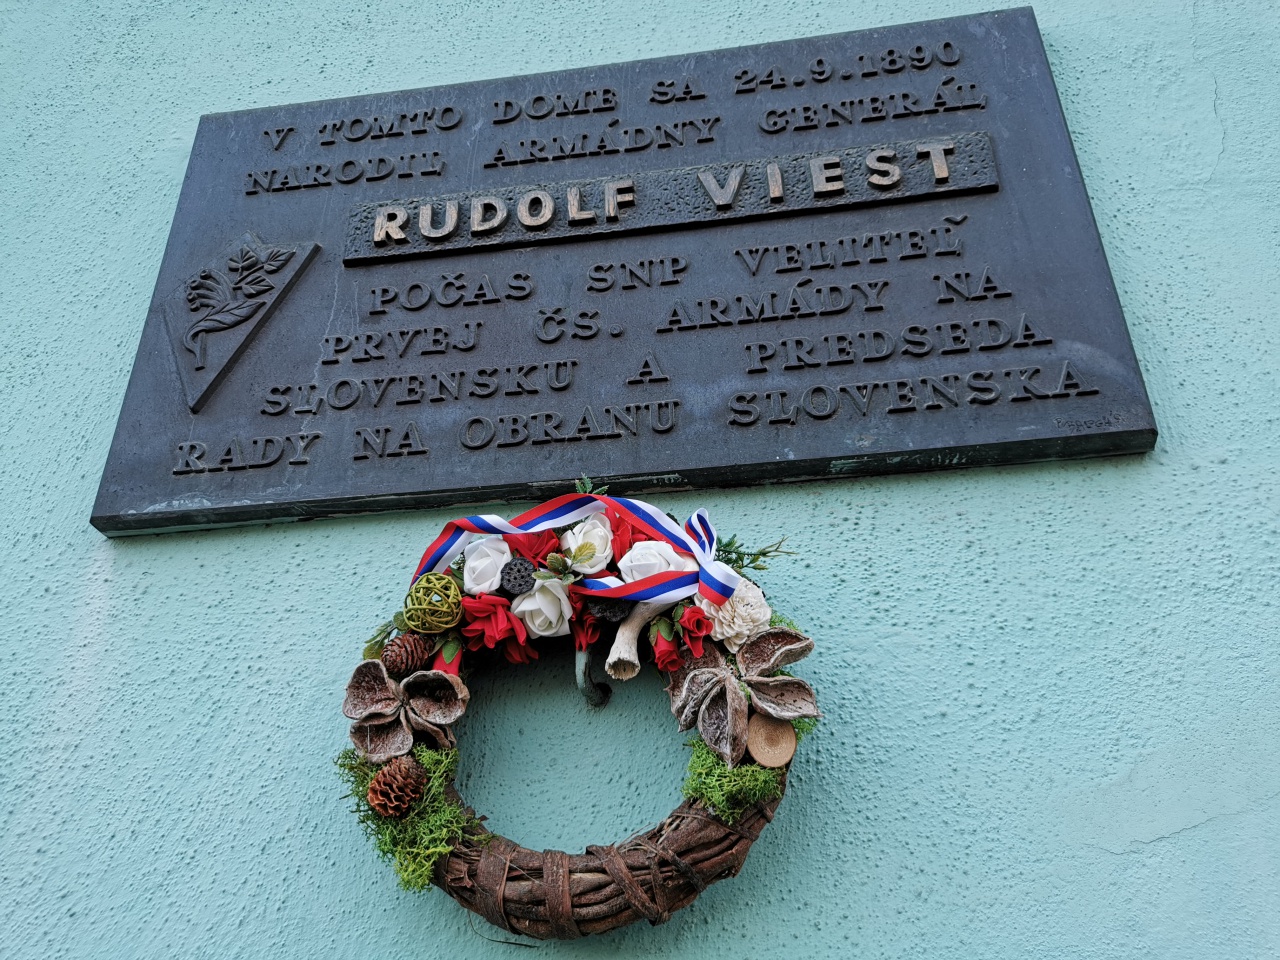 V TOMTO DOME SA 24.9.1890
NARODIL ARMÁDNY GENERÁL
RUDOLF VIEST
POČAS SNP VELITEĽ
PRVEJ ČS. ARMÁDY NA
SLOVENSKU A PREDSEDA
RADY NA OBRANU SLOVENSKA